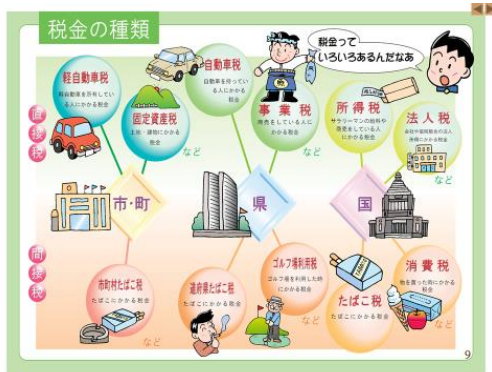 税金の種類
税金って
いろいろあるんだなあ
直接税
軽自動車税
軽自動車を所有してい
る人にかかる税金
固定資産税
土地・建物にかかる
税金
など
自動車税
自動車を持ってい
る人にかかる
税金
事業税
商売をしている人に
かかる税金
など
所得税
サラリーマンの給料や
商売をしている人
にかかる税金
法人税
会社や協同組合の法人
所得にかかる税金
など
市・町
県
国
間接税
市町村たばこ税
たばこにかかる税金
など
道府県たばこ税
たばこにかかる税金
ゴルフ場利用税
ゴルフ場を利用した時
にかかる税金
など
たばこ税
たばこにかかる税金
消費税
物を買った時にかかる
税金
など
9